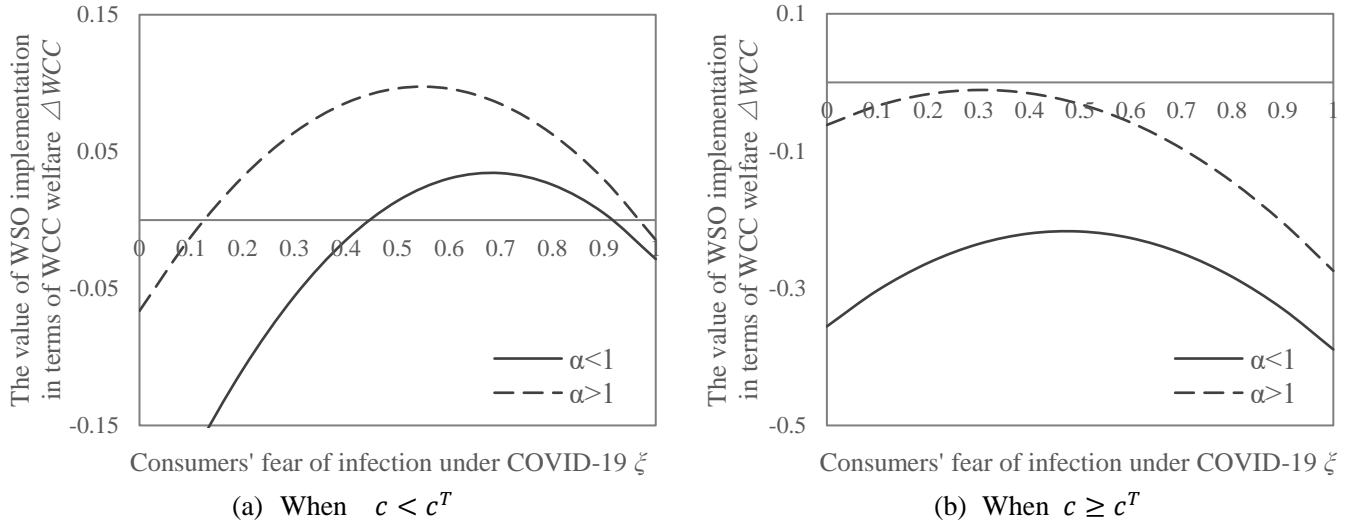 The value of WSO implementation
in terms of WCC welfare △WCC
0.15
0.05
-0.05
-0.15
0 0.1 0.2 0.3 0.4 0.5 0.6 0.7 0.8 0.9 1
α<1
α>1
Consumers' fear of infection under COVID-19 ξ
(a) When c < c^T
The value of WSO implementation
in terms of WCC welfare △WCC
0.1
-0.1
-0.3
-0.5
0 0.1 0.2 0.3 0.4 0.5 0.6 0.7 0.8 0.9 1
α<1
α>1
Consumers' fear of infection under COVID-19 ξ
(b) When c ≥ c^T